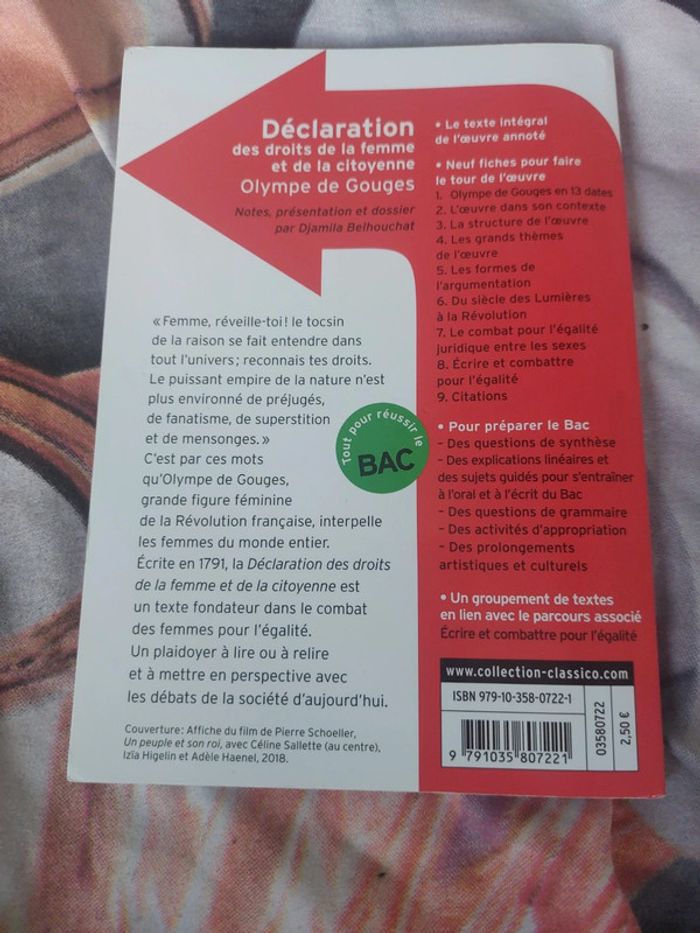 Déclaration
des droits de la femme
et de la citoyenne
Olympe de Gouges
Notes, présentation et dossier
par Djamila Belhouchat
« Femme, réveille-toi ! le tocsin
de la raison se fait entendre dans
tout l'univers ; reconnais tes droits.
Le puissant empire de la nature n'est
plus environné de préjugés,
de fanatisme, de superstition
et de mensonges. »
C'est par ces mots
qu'Olympe de Gouges,
grande figure féminine
de la Révolution française, interpelle
les femmes du monde entier.
Écrite en 1791, la Déclaration des droits
de la femme et de la citoyenne est
un texte fondateur dans le combat
des femmes pour l'égalité.
Un plaidoyer à lire ou à relire
et à mettre en perspective avec
les débats de la société d'aujourd'hui.
Couverture : Affiche du film de Pierre Schoeller,
Un peuple et son roi, avec Céline Sallette (au centre),
Izïa Higelin et Adèle Haenel, 2018.
Tout pour réussir le
BAC
• Le texte intégral
de l'œuvre annoté
• Neuf fiches pour faire
le tour de l'œuvre
1. Olympe de Gouges en 13 dates
2. L'œuvre dans son contexte
3. La structure de l'œuvre
4. Les grands thèmes
de l'œuvre
5. Les formes de
l'argumentation
6. Du siècle des Lumières
à la Révolution
7. Le combat pour l'égalité
juridique entre les sexes
8. Écrire et combattre
pour l'égalité
9. Citations
• Pour préparer le Bac
– Des questions de synthèse
– Des explications linéaires et
des sujets guidés pour s'entraîner
à l'oral et à l'écrit du Bac
– Des questions de grammaire
– Des activités d'appropriation
– Des prolongements
artistiques et culturels
• Un groupement de textes
en lien avec le parcours associé
Écrire et combattre pour l'égalité
www.collection-classico.com
ISBN 979-10-358-0722-1
9 791035 807221
03580722
2,50 €